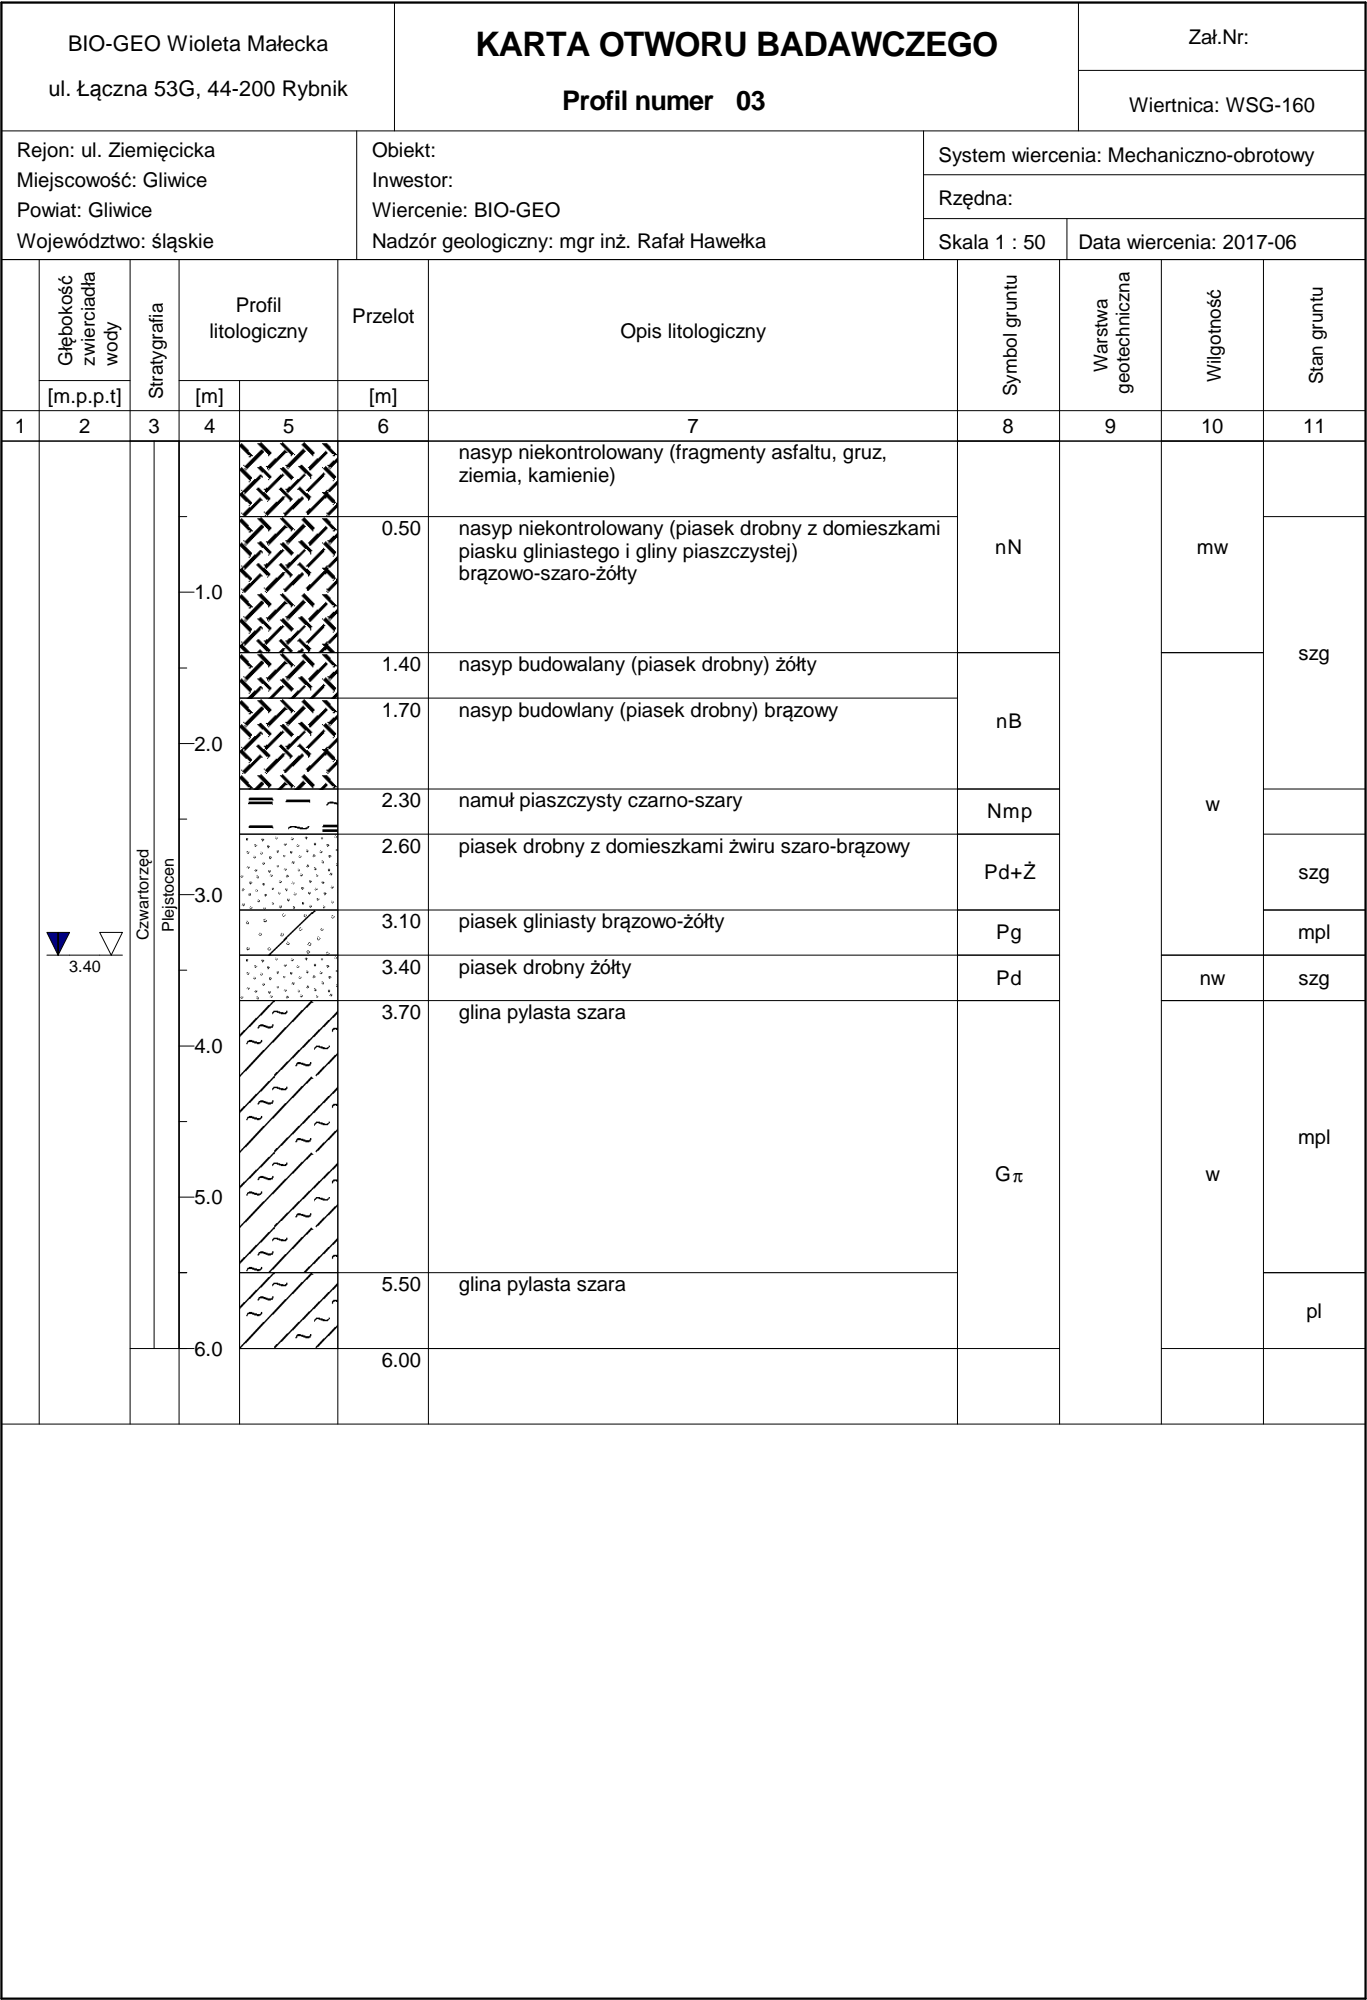 BIO-GEO Wioleta Małecka
ul. Łączna 53G, 44-200 Rybnik
KARTA OTWORU BADAWCZEGO
Profil numer 03
Zał.Nr:
Wiertnica: WSG-160
Rejon: ul. Ziemięcicka
Miejscowość: Gliwice
Powiat: Gliwice
Województwo: śląskie
Obiekt:
Inwestor:
Wiercenie: BIO-GEO
Nadzór geologiczny: mgr inż. Rafał Hawełka
System wiercenia: Mechaniczno-obrotowy
Rzędna:
Skala 1 : 50
Data wiercenia: 2017-06
Głębokość
zwierciadła
wody
[m.p.p.t]
Stratygrafia
Profil
litologiczny
[m]
Przelot
[m]
Opis litologiczny
Symbol gruntu
Warstwa
geotechniczna
Wilgotność
Stan gruntu
1 2 3 4 5 6 7 8 9 10 11
nasyp niekontrolowany (fragmenty asfaltu, gruz,
ziemia, kamienie)
0.50 nasyp niekontrolowany (piasek drobny z domieszkami
piasku gliniastego i gliny piaszczystej)
brązowo-szaro-żółty
nN
mw
1.0
1.40 nasyp budowalany (piasek drobny) żółty
szg
1.70 nasyp budowlany (piasek drobny) brązowy
nB
2.0
2.30 namuł piaszczysty czarno-szary
Nmp
w
2.60 piasek drobny z domieszkami żwiru szaro-brązowy
Pd+Ż
szg
Czwartorzęd
Plejstocen
3.0
3.10 piasek gliniasty brązowo-żółty
Pg
mpl
3.40
3.40 piasek drobny żółty
Pd
nw
szg
3.70 glina pylasta szara
4.0
mpl
Gπ
w
5.0
5.50 glina pylasta szara
pl
6.0
6.00